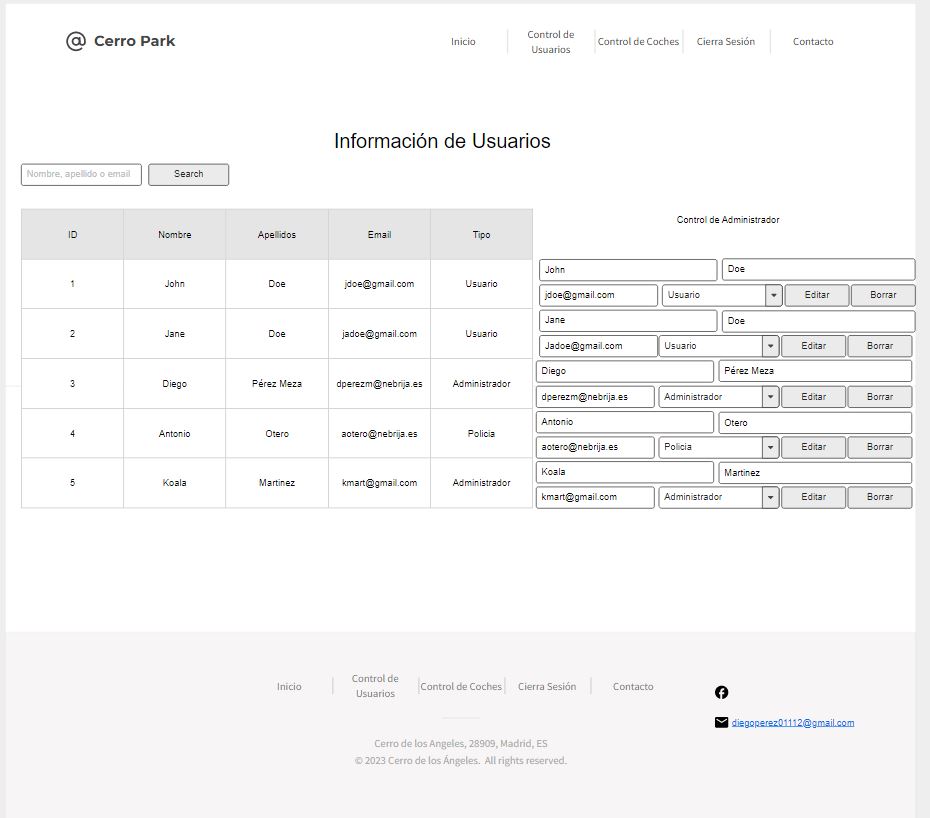 @ Cerro Park
Inicio
Control de
Usuarios
Control de Coches
Cierra Sesión
Contacto
Información de Usuarios
Nombre, apellido o email
Search
Control de Administrador
ID Nombre Apellidos Email Tipo
1 John Doe jdoe@gmail.com Usuario
2 Jane Doe jadoe@gmail.com Usuario
3 Diego Pérez Meza dperezm@nebrija.es Administrador
4 Antonio Otero aotero@nebrija.es Policia
5 Koala Martinez kmart@gmail.com Administrador
John Doe
jdoe@gmail.com Usuario Editar Borrar
Jane Doe
Jadoe@gmail.com Usuario Editar Borrar
Diego Pérez Meza
dperezm@nebrija.es Administrador Editar Borrar
Antonio Otero
aotero@nebrija.es Policia Editar Borrar
Koala Martinez
kmart@gmail.com Administrador Editar Borrar
Inicio
Control de
Usuarios
Control de Coches
Cierra Sesión
Contacto
diegoperez01112@gmail.com
Cerro de los Angeles, 28909, Madrid, ES
© 2023 Cerro de los Ángeles. All rights reserved.